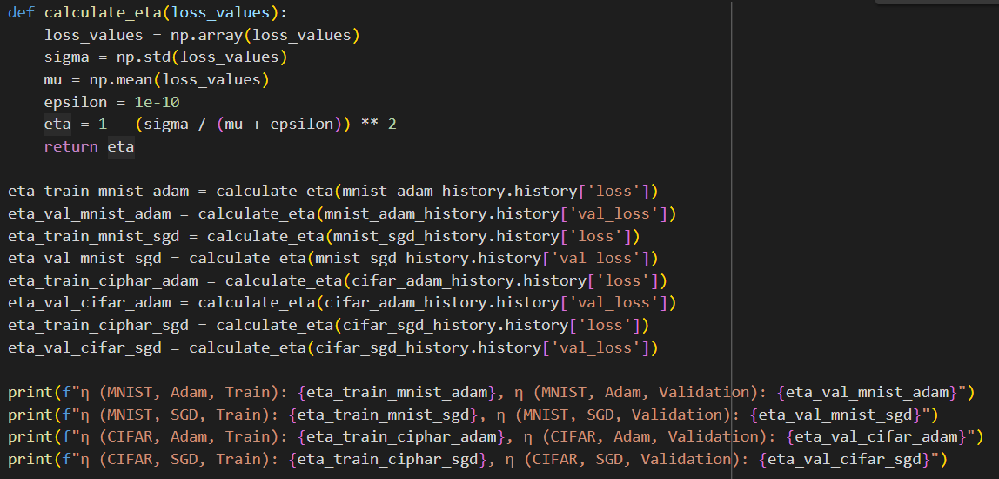 def calculate_eta(loss_values):
    loss_values = np.array(loss_values)
    sigma = np.std(loss_values)
    mu = np.mean(loss_values)
    epsilon = 1e-10
    eta = 1 - (sigma / (mu + epsilon)) ** 2
    return eta

eta_train_mnist_adam = calculate_eta(mnist_adam_history.history['loss'])
eta_val_mnist_adam = calculate_eta(mnist_adam_history.history['val_loss'])
eta_train_mnist_sgd = calculate_eta(mnist_sgd_history.history['loss'])
eta_val_mnist_sgd = calculate_eta(mnist_sgd_history.history['val_loss'])
eta_train_ciphar_adam = calculate_eta(cifar_adam_history.history['loss'])
eta_val_cifar_adam = calculate_eta(cifar_adam_history.history['val_loss'])
eta_train_ciphar_sgd = calculate_eta(cifar_sgd_history.history['loss'])
eta_val_cifar_sgd = calculate_eta(cifar_sgd_history.history['val_loss'])

print(f"η (MNIST, Adam, Train): {eta_train_mnist_adam}, η (MNIST, Adam, Validation): {eta_val_mnist_adam}")
print(f"η (MNIST, SGD, Train): {eta_train_mnist_sgd}, η (MNIST, SGD, Validation): {eta_val_mnist_sgd}")
print(f"η (CIFAR, Adam, Train): {eta_train_ciphar_adam}, η (CIFAR, Adam, Validation): {eta_val_cifar_adam}")
print(f"η (CIFAR, SGD, Train): {eta_train_ciphar_sgd}, η (CIFAR, SGD, Validation): {eta_val_cifar_sgd}")